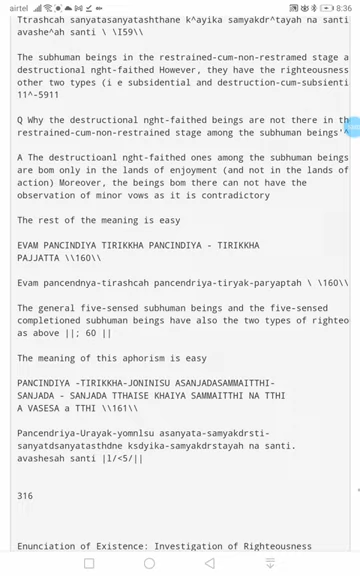 airtel 8:36
Ttrashcah sanyatasanyatashthane k^ayika samyakdr^tayah na santi
avashe^ah santi \ \I59\\
The subhuman beings in the restrained-cum-non-restramed stage a
destructional nght-faithed However, they have the righteousness
other two types (i e subsidential and destruction-cum-subsienti
11^-5911
Q Why the destructional nght-faithed beings are not there in th
restrained-cum-non-restrained stage among the subhuman beings'^
A The destructioanl nght-faithed ones among the subhuman beings
are bom only in the lands of enjoyment (and not in the lands of
action) Moreover, the beings bom there can not have the
observation of minor vows as it is contradictory
The rest of the meaning is easy
EVAM PANCINDIYA TIRIKKHA PANCINDIYA - TIRIKKHA
PAJJATTA \\160\\
Evam pancendnya-tirashcah pancendriya-tiryak-paryaptah \ \160\\
The general five-sensed subhuman beings and the five-sensed
completioned subhuman beings have also the two types of righteo
as above ||; 60 ||
The meaning of this aphorism is easy
PANCINDIYA -TIRIKKHA-JONINISU ASANJADASAMMAITTHI-
SANJADA - SANJADA TTHAISE KHAIYA SAMMAITTHI NA TTHI
A VASESA a TTHI \\161\\
Pancendriya-Urayak-yomnlsu asanyata-samyakdrsti-
sanyatdsanyatasthdne ksdyika-samyakdrstayah na santi.
avashesah santi |l/<5/||
316
Enunciation of Existence: Investigation of Righteousness